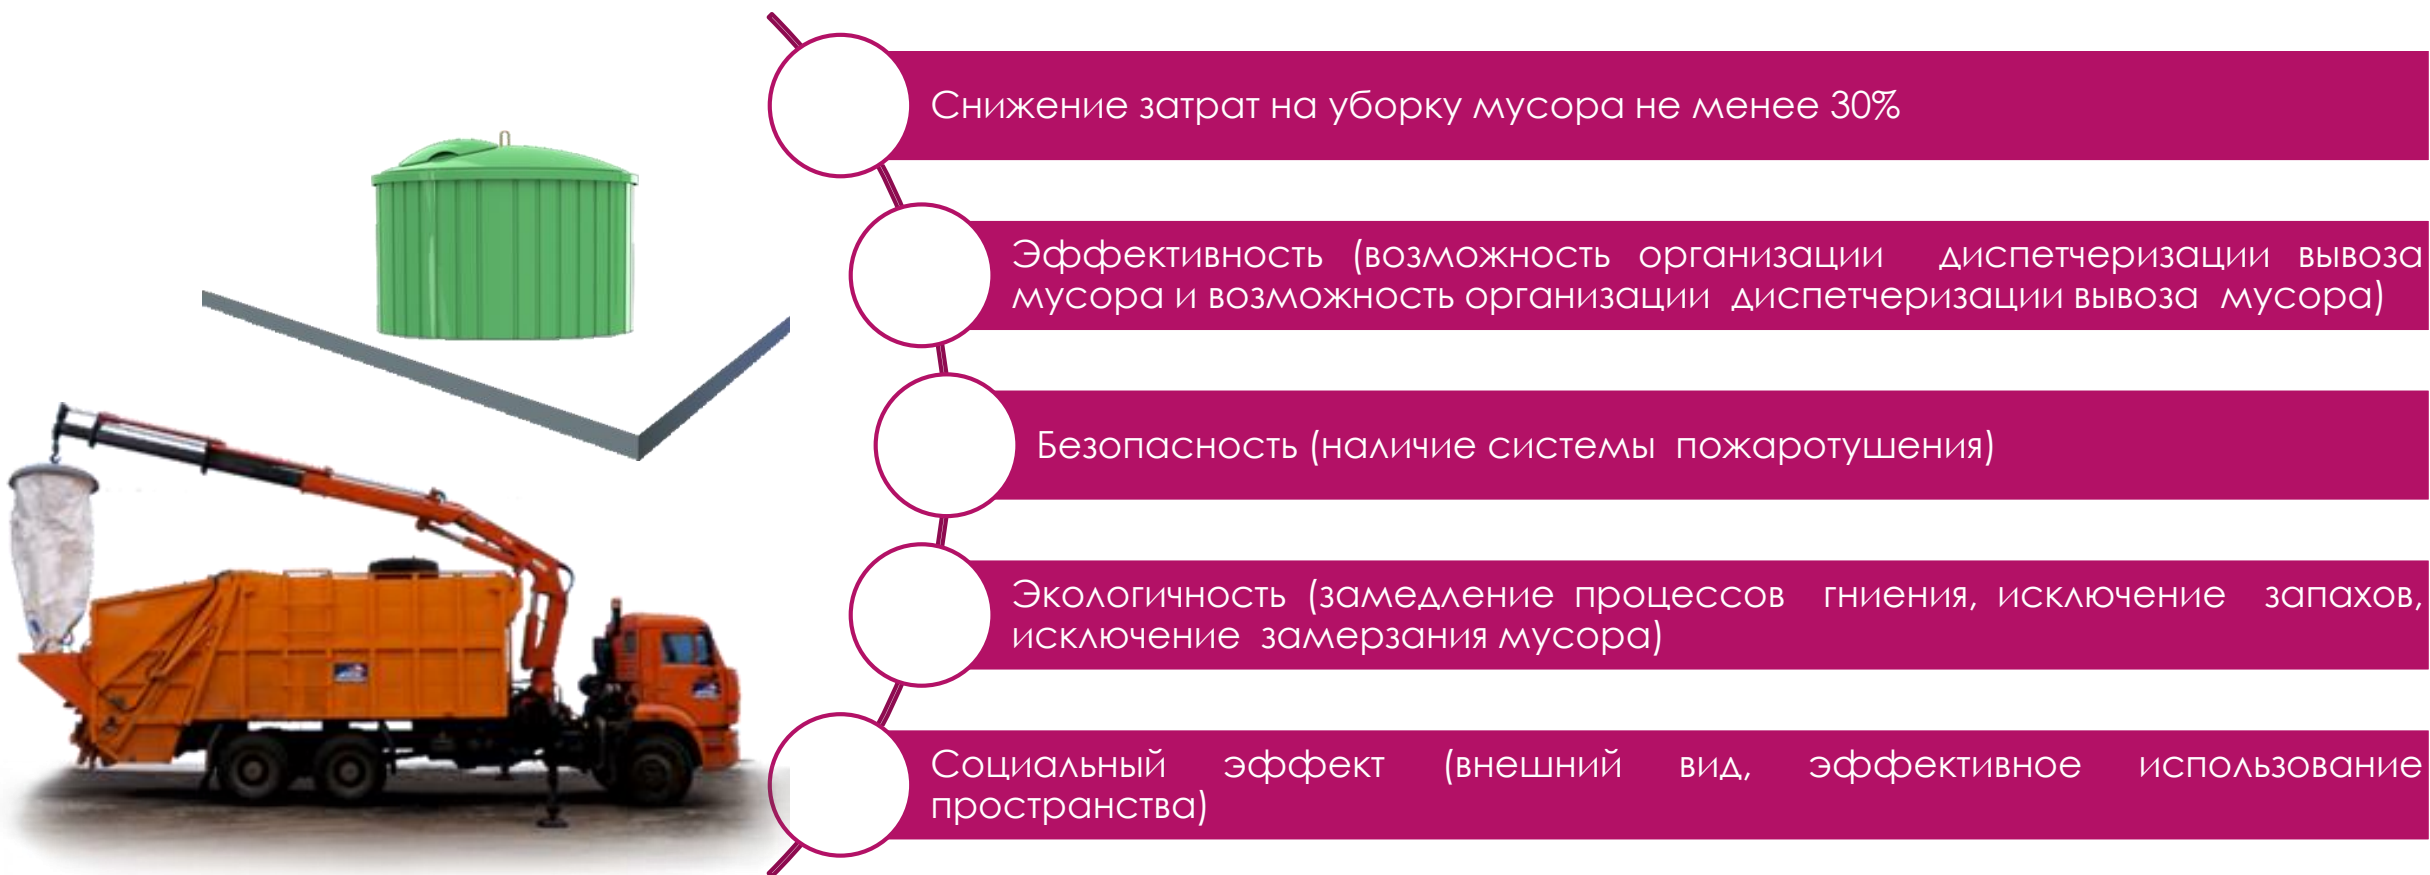 Снижение затрат на уборку мусора не менее 30%
Эффективность (возможность организации диспетчеризации вывоза
мусора и возможность организации диспетчеризации вывоза мусора)
Безопасность (наличие системы пожаротушения)
Экологичность (замедление процессов гниения, исключение запахов,
исключение замерзания мусора)
Социальный эффект (внешний вид, эффективное использование
пространства)